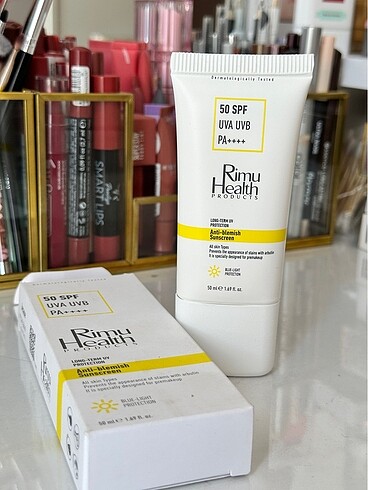 Dermatologically Tested
50 SPF
UVA UVB
PA++++
Rimu
Health
PRODUCTS
LONG-TERM UV
PROTECTION
Anti-blemish
Sunscreen
All skin Types
Prevents the appearance of stains with arbutin
It is specially designed for premakeup
BLUE-LIGHT
PROTECTION
50 ml ℮ 1.69 fl. oz.
50 SPF
UVA UVB
PA++++
Rimu
Health
PRODUCTS
LONG-TERM UV
PROTECTION
Anti-blemish
Sunscreen
All skin Types
Prevents the appearance of stains with arbutin
It is specially designed for premakeup
BLUE-LIGHT
PROTECTION
50 ml ℮ 1.69 fl. oz.
SMART LIPS